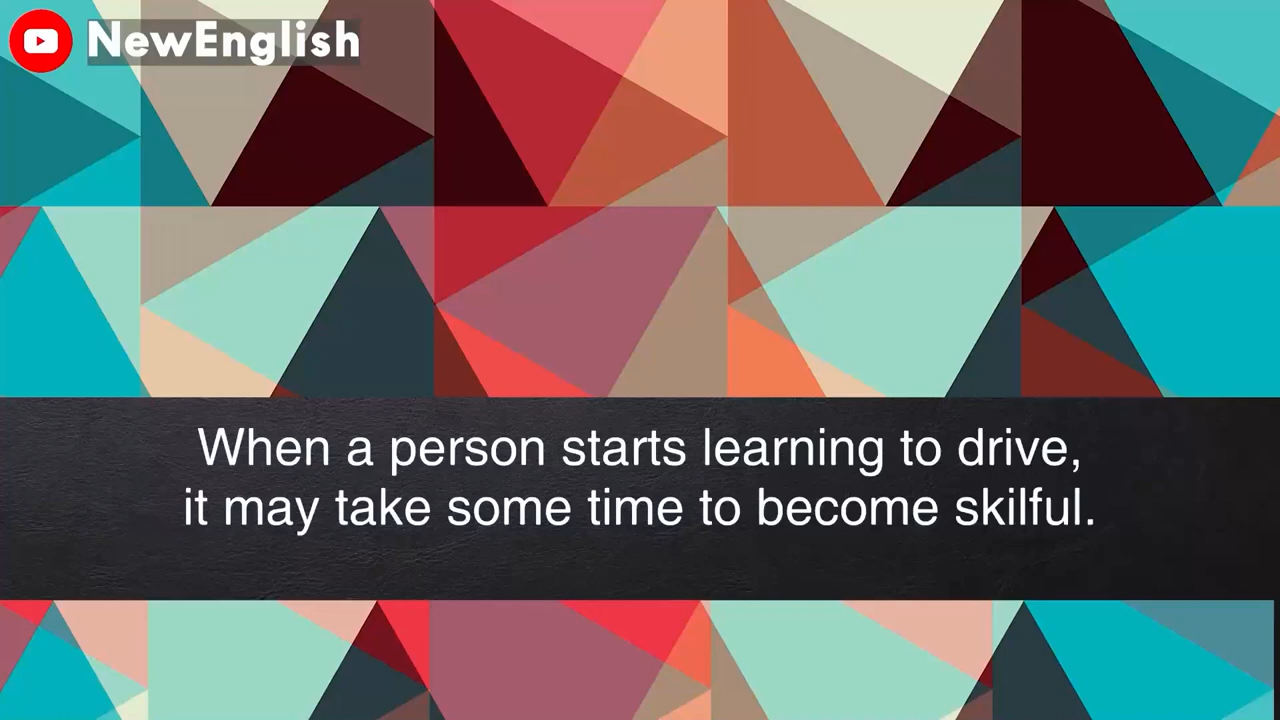 NewEnglish
When a person starts learning to drive,
it may take some time to become skilful.